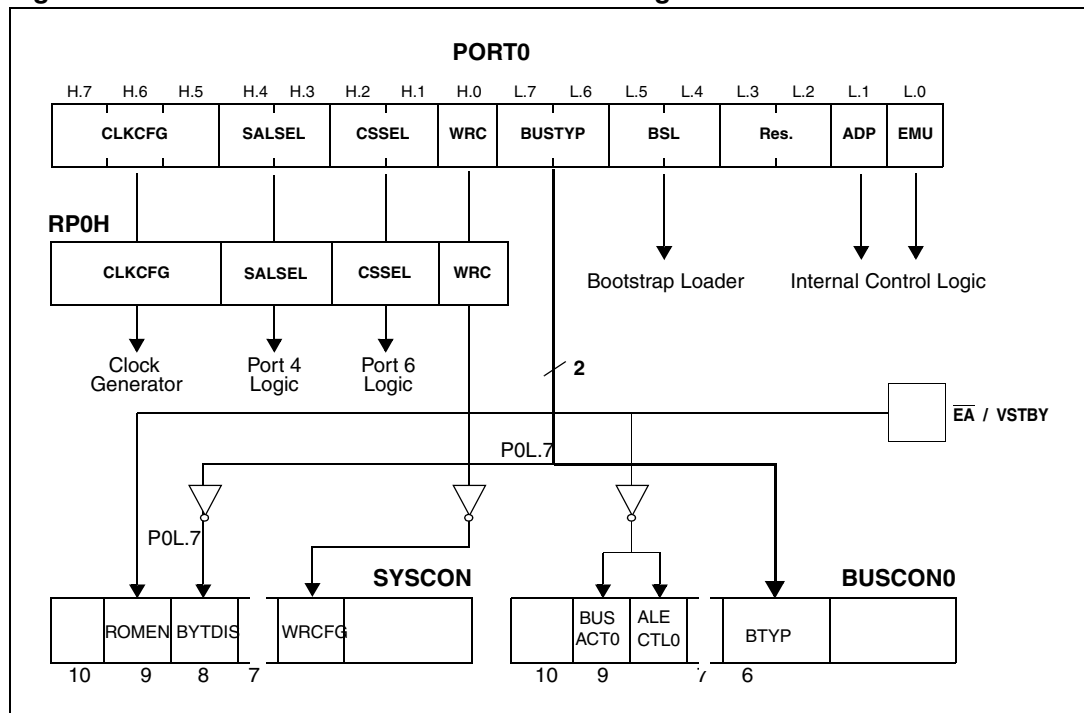 PORT0
H.7 H.6 H.5 H.4 H.3 H.2 H.1 H.0 L.7 L.6 L.5 L.4 L.3 L.2 L.1 L.0
CLKCFG SALSEL CSSEL WRC BUSTYP BSL Res. ADP EMU
RP0H
CLKCFG SALSEL CSSEL WRC
Bootstrap Loader Internal Control Logic
Clock
Generator
Port 4
Logic
Port 6
Logic
2
EA / VSTBY
P0L.7
P0L.7
SYSCON BUSCON0
ROMEN BYTDIS WRCFG
BUS
ACT0
ALE
CTL0
BTYP
10 9 8 7 10 9 7 6